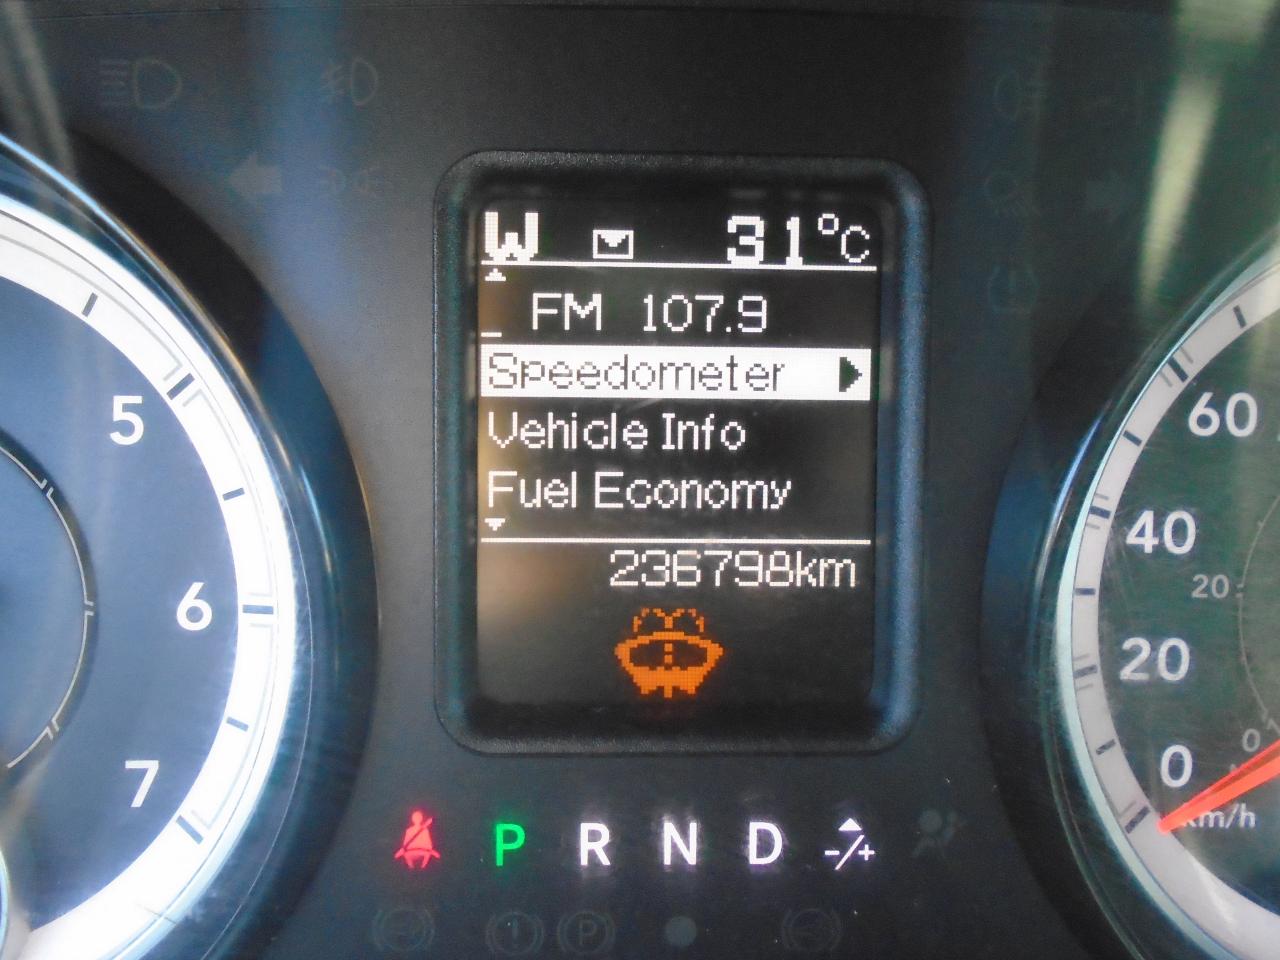 W 31°C
FM 107.9
Speedometer
Vehicle Info
Fuel Economy
236798km
5
6
7
60
40
20
20
0
0
km/h
P R N D -/+